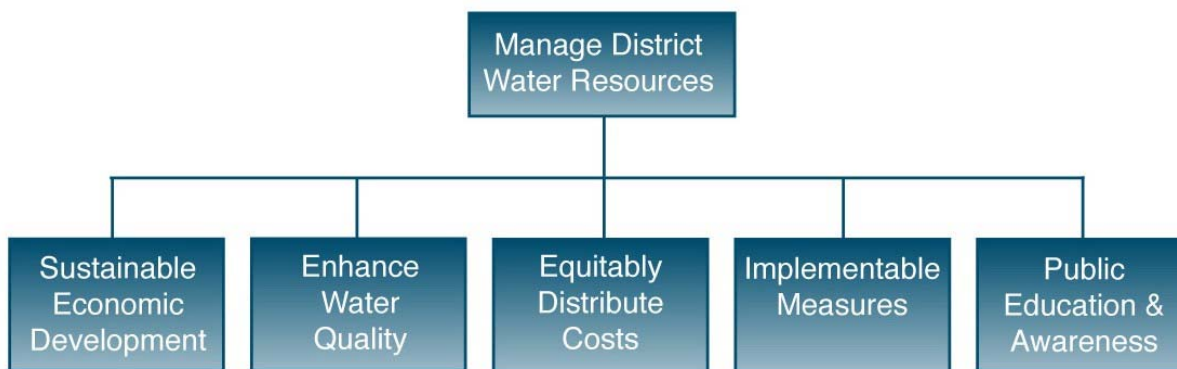 Manage District
Water Resources
Sustainable
Economic
Development
Enhance
Water
Quality
Equitably
Distribute
Costs
Implementable
Measures
Public
Education &
Awareness